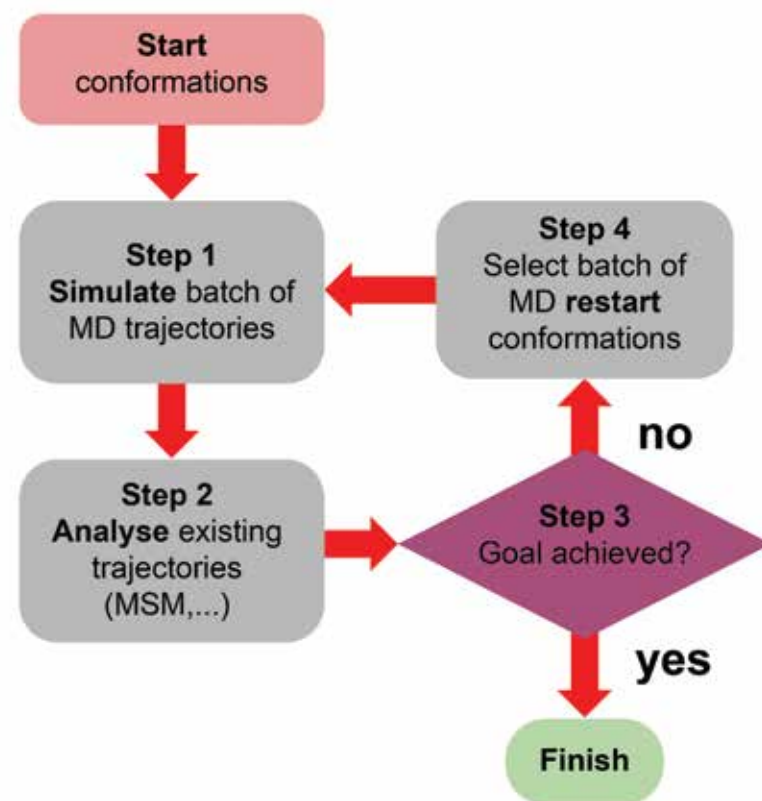 Start
conformations
Step 1
Simulate batch of
MD trajectories
Step 4
Select batch of
MD restart
conformations
no
Step 2
Analyse existing
trajectories
(MSM,...)
Step 3
Goal achieved?
yes
Finish